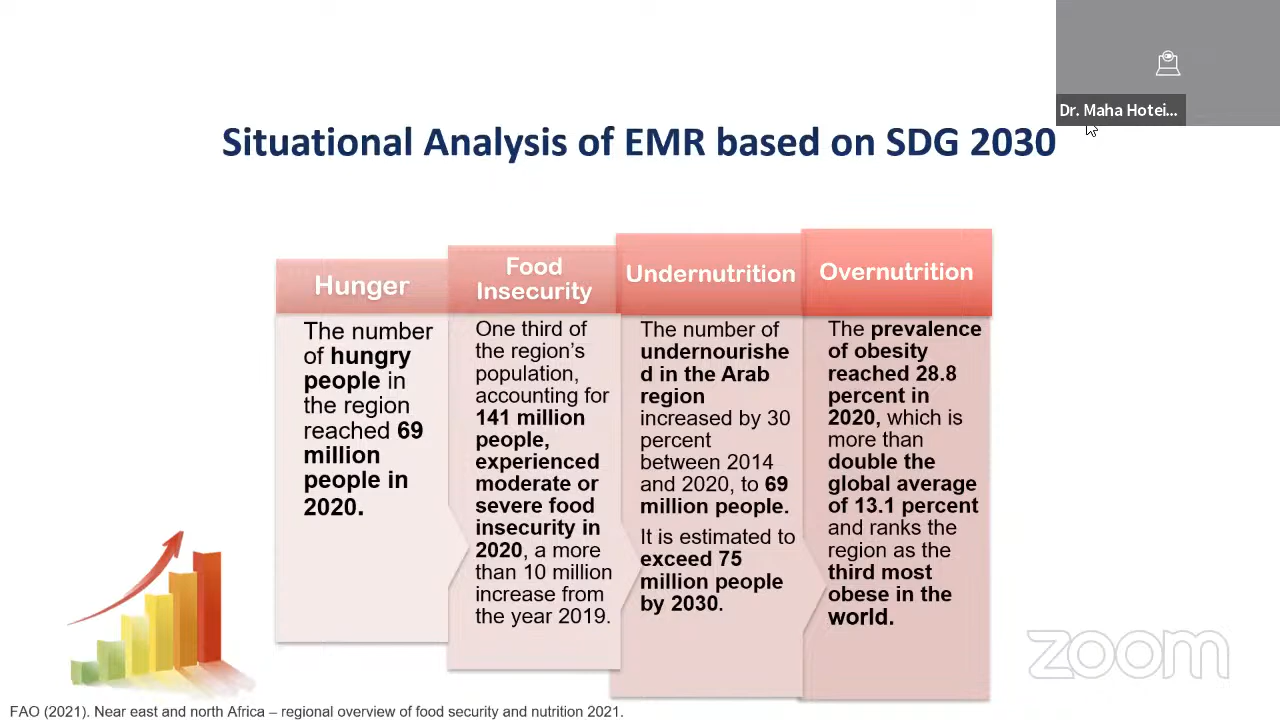 Dr. Maha Hotei...
Situational Analysis of EMR based on SDG 2030
Hunger
The number
of hungry
people in
the region
reached 69
million
people in
2020.
Food
Insecurity
One third of
the region's
population,
accounting for
141 million
people,
experienced
moderate or
severe food
insecurity in
2020, a more
than 10 million
increase from
the year 2019.
Undernutrition
The number of
undernourishe
d in the Arab
region
increased by 30
percent
between 2014
and 2020, to 69
million people.
It is estimated to
exceed 75
million people
by 2030.
Overnutrition
The prevalence
of obesity
reached 28.8
percent in
2020, which is
more than
double the
global average
of 13.1 percent
and ranks the
region as the
third most
obese in the
world.
zoom
FAO (2021). Near east and north Africa – regional overview of food security and nutrition 2021.